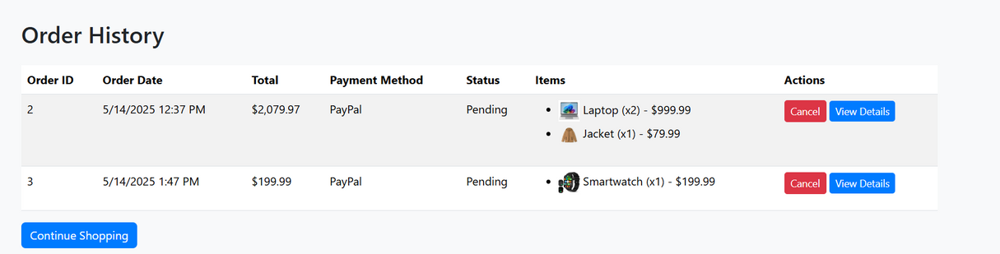 Order History
Order ID Order Date Total Payment Method Status Items Actions
2 5/14/2025 12:37 PM $2,079.97 PayPal Pending Laptop (x2) - $999.99 Cancel View Details
Jacket (x1) - $79.99
3 5/14/2025 1:47 PM $199.99 PayPal Pending Smartwatch (x1) - $199.99 Cancel View Details
Continue Shopping